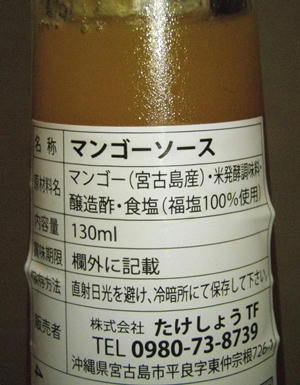 名 称 マンゴーソース
原材料名 マンゴー(宮古島産)・米発酵調味料・
醸造酢・食塩(福塩100%使用)
内容量 130ml
賞味期限 欄外に記載
保存方法 直射日光を避け、冷暗所にて保存して下さい
販売者 株式会社 たけしょうTF
TEL 0980-73-8739
沖縄県宮古島市平良字東仲宗根726-